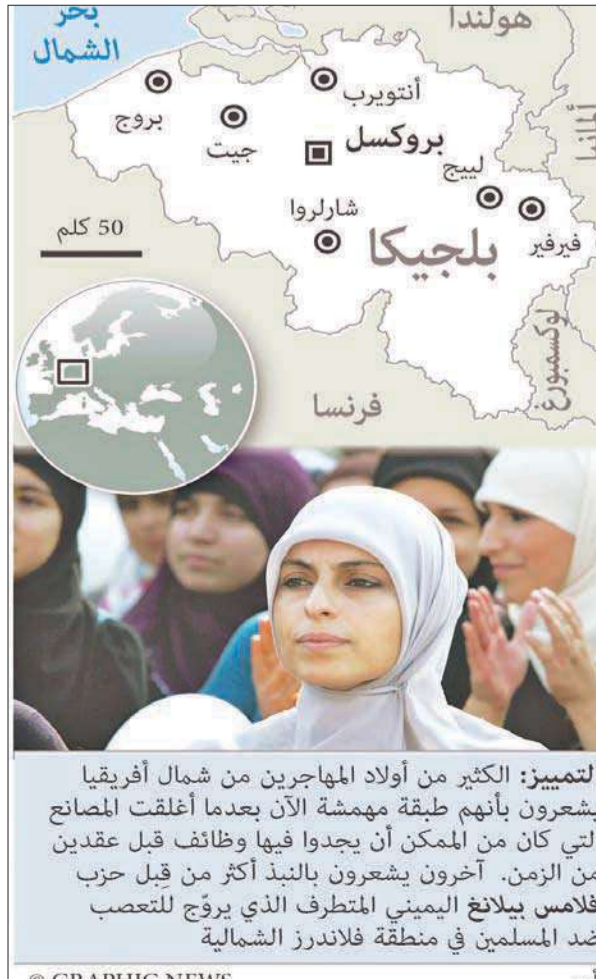 بحر
الشمال
هولندا
ألمانيا
أنتويرب
بروج
جيت
بروكسل
لييج
شارلروا
فيرفير
50 كلم
بلجيكا
لوكسمبورغ
فرنسا
لتمييز: الكثير من أولاد المهاجرين من شمال أفريقيا
يشعرون بأنهم طبقة مهمشة الآن بعدما أغلقت المصانع
التي كان من الممكن أن يجدوا فيها وظائف قبل عقدين
من الزمن. آخرون يشعرون بالنبذ أكثر من قِبل حزب
فلامس بيلانغ اليميني المتطرف الذي يروّج للتعصب
ضد المسلمين في منطقة فلاندرز الشمالية
© GRAPHIC NEWS